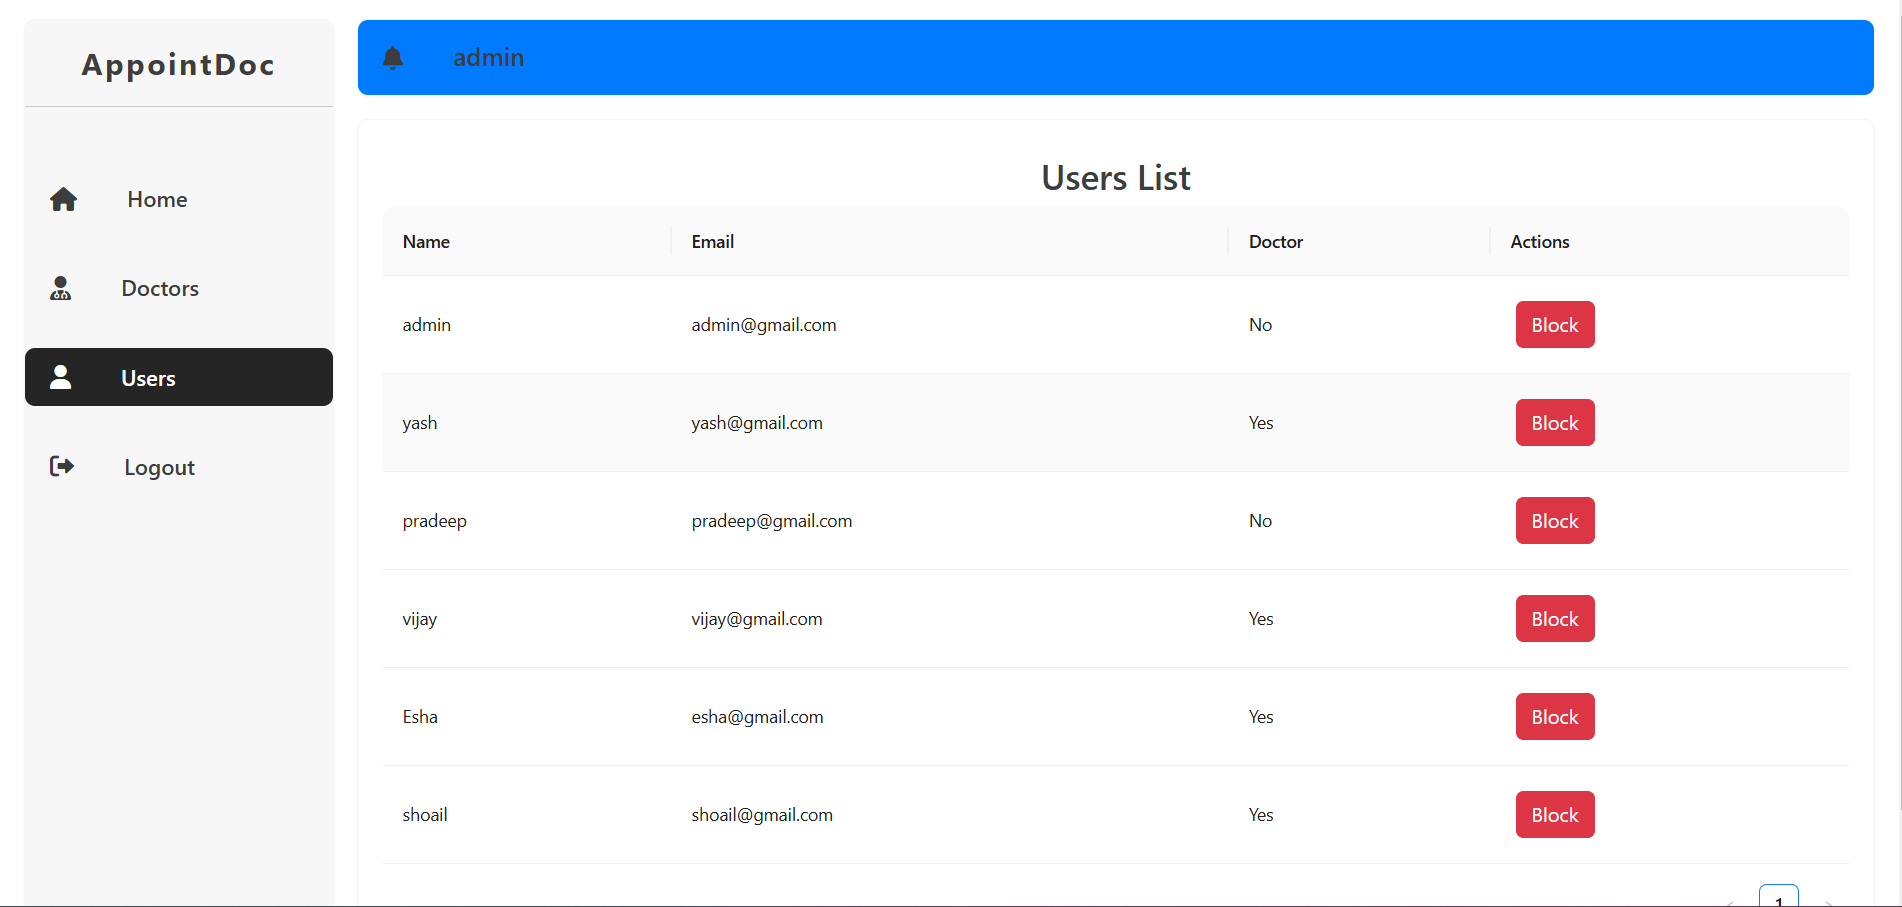 AppointDoc
Home
Doctors
Users
Logout
admin
Users List
Name Email Doctor Actions
admin admin@gmail.com No Block
yash yash@gmail.com Yes Block
pradeep pradeep@gmail.com No Block
vijay vijay@gmail.com Yes Block
Esha esha@gmail.com Yes Block
shoail shoail@gmail.com Yes Block
1